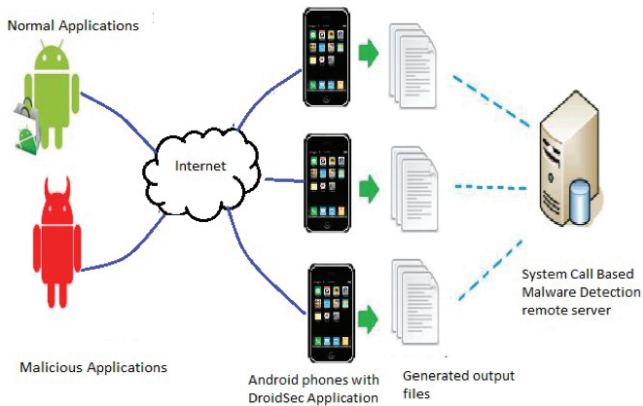 Normal Applications
Internet
System Call Based
Malware Detection
remote server
Malicious Applications
Android phones with
DroidSec Application
Generated output
files